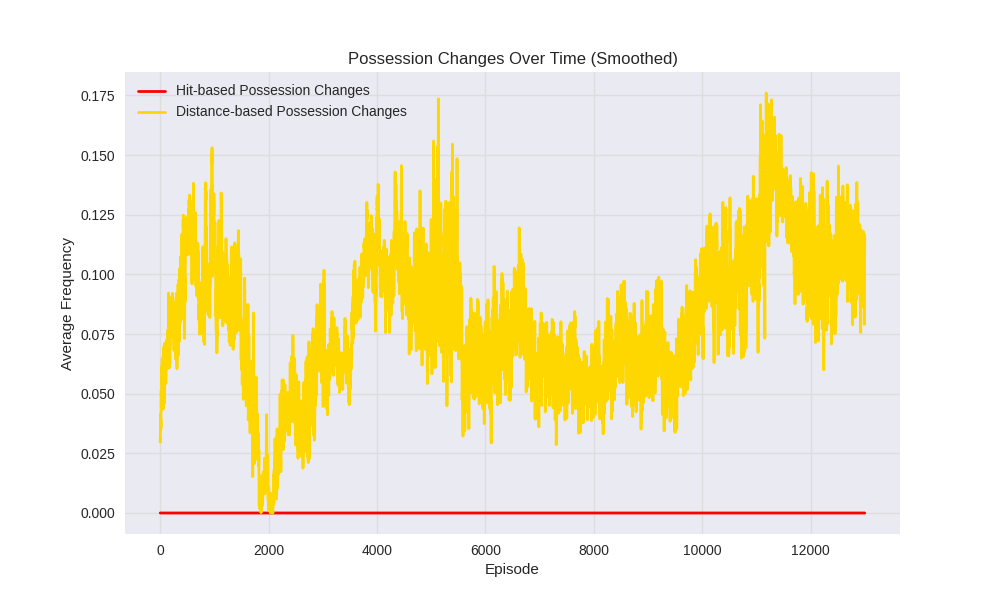 Possession Changes Over Time (Smoothed)
Hit-based Possession Changes
Distance-based Possession Changes
Average Frequency
0.175
0.150
0.125
0.100
0.075
0.050
0.025
0.000
0 2000 4000 6000 8000 10000 12000
Episode